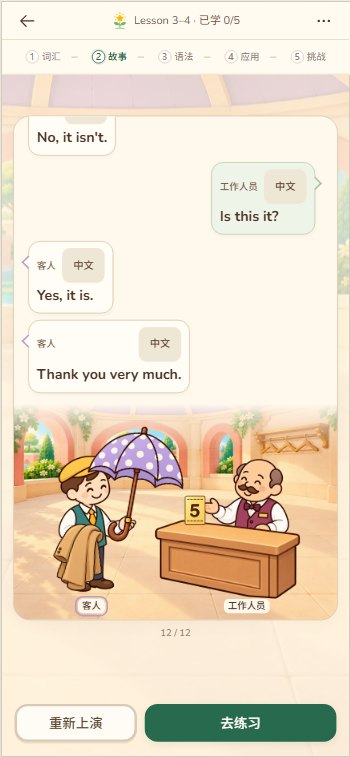 Lesson 3–4 · 已学 0/5
1 词汇 – 2 故事 – 3 语法 – 4 应用 – 5 挑战
No, it isn't.
工作人员 中文
Is this it?
客人 中文
Yes, it is.
客人 中文
Thank you very much.
5
客人 工作人员
12 / 12
重新上演 去练习